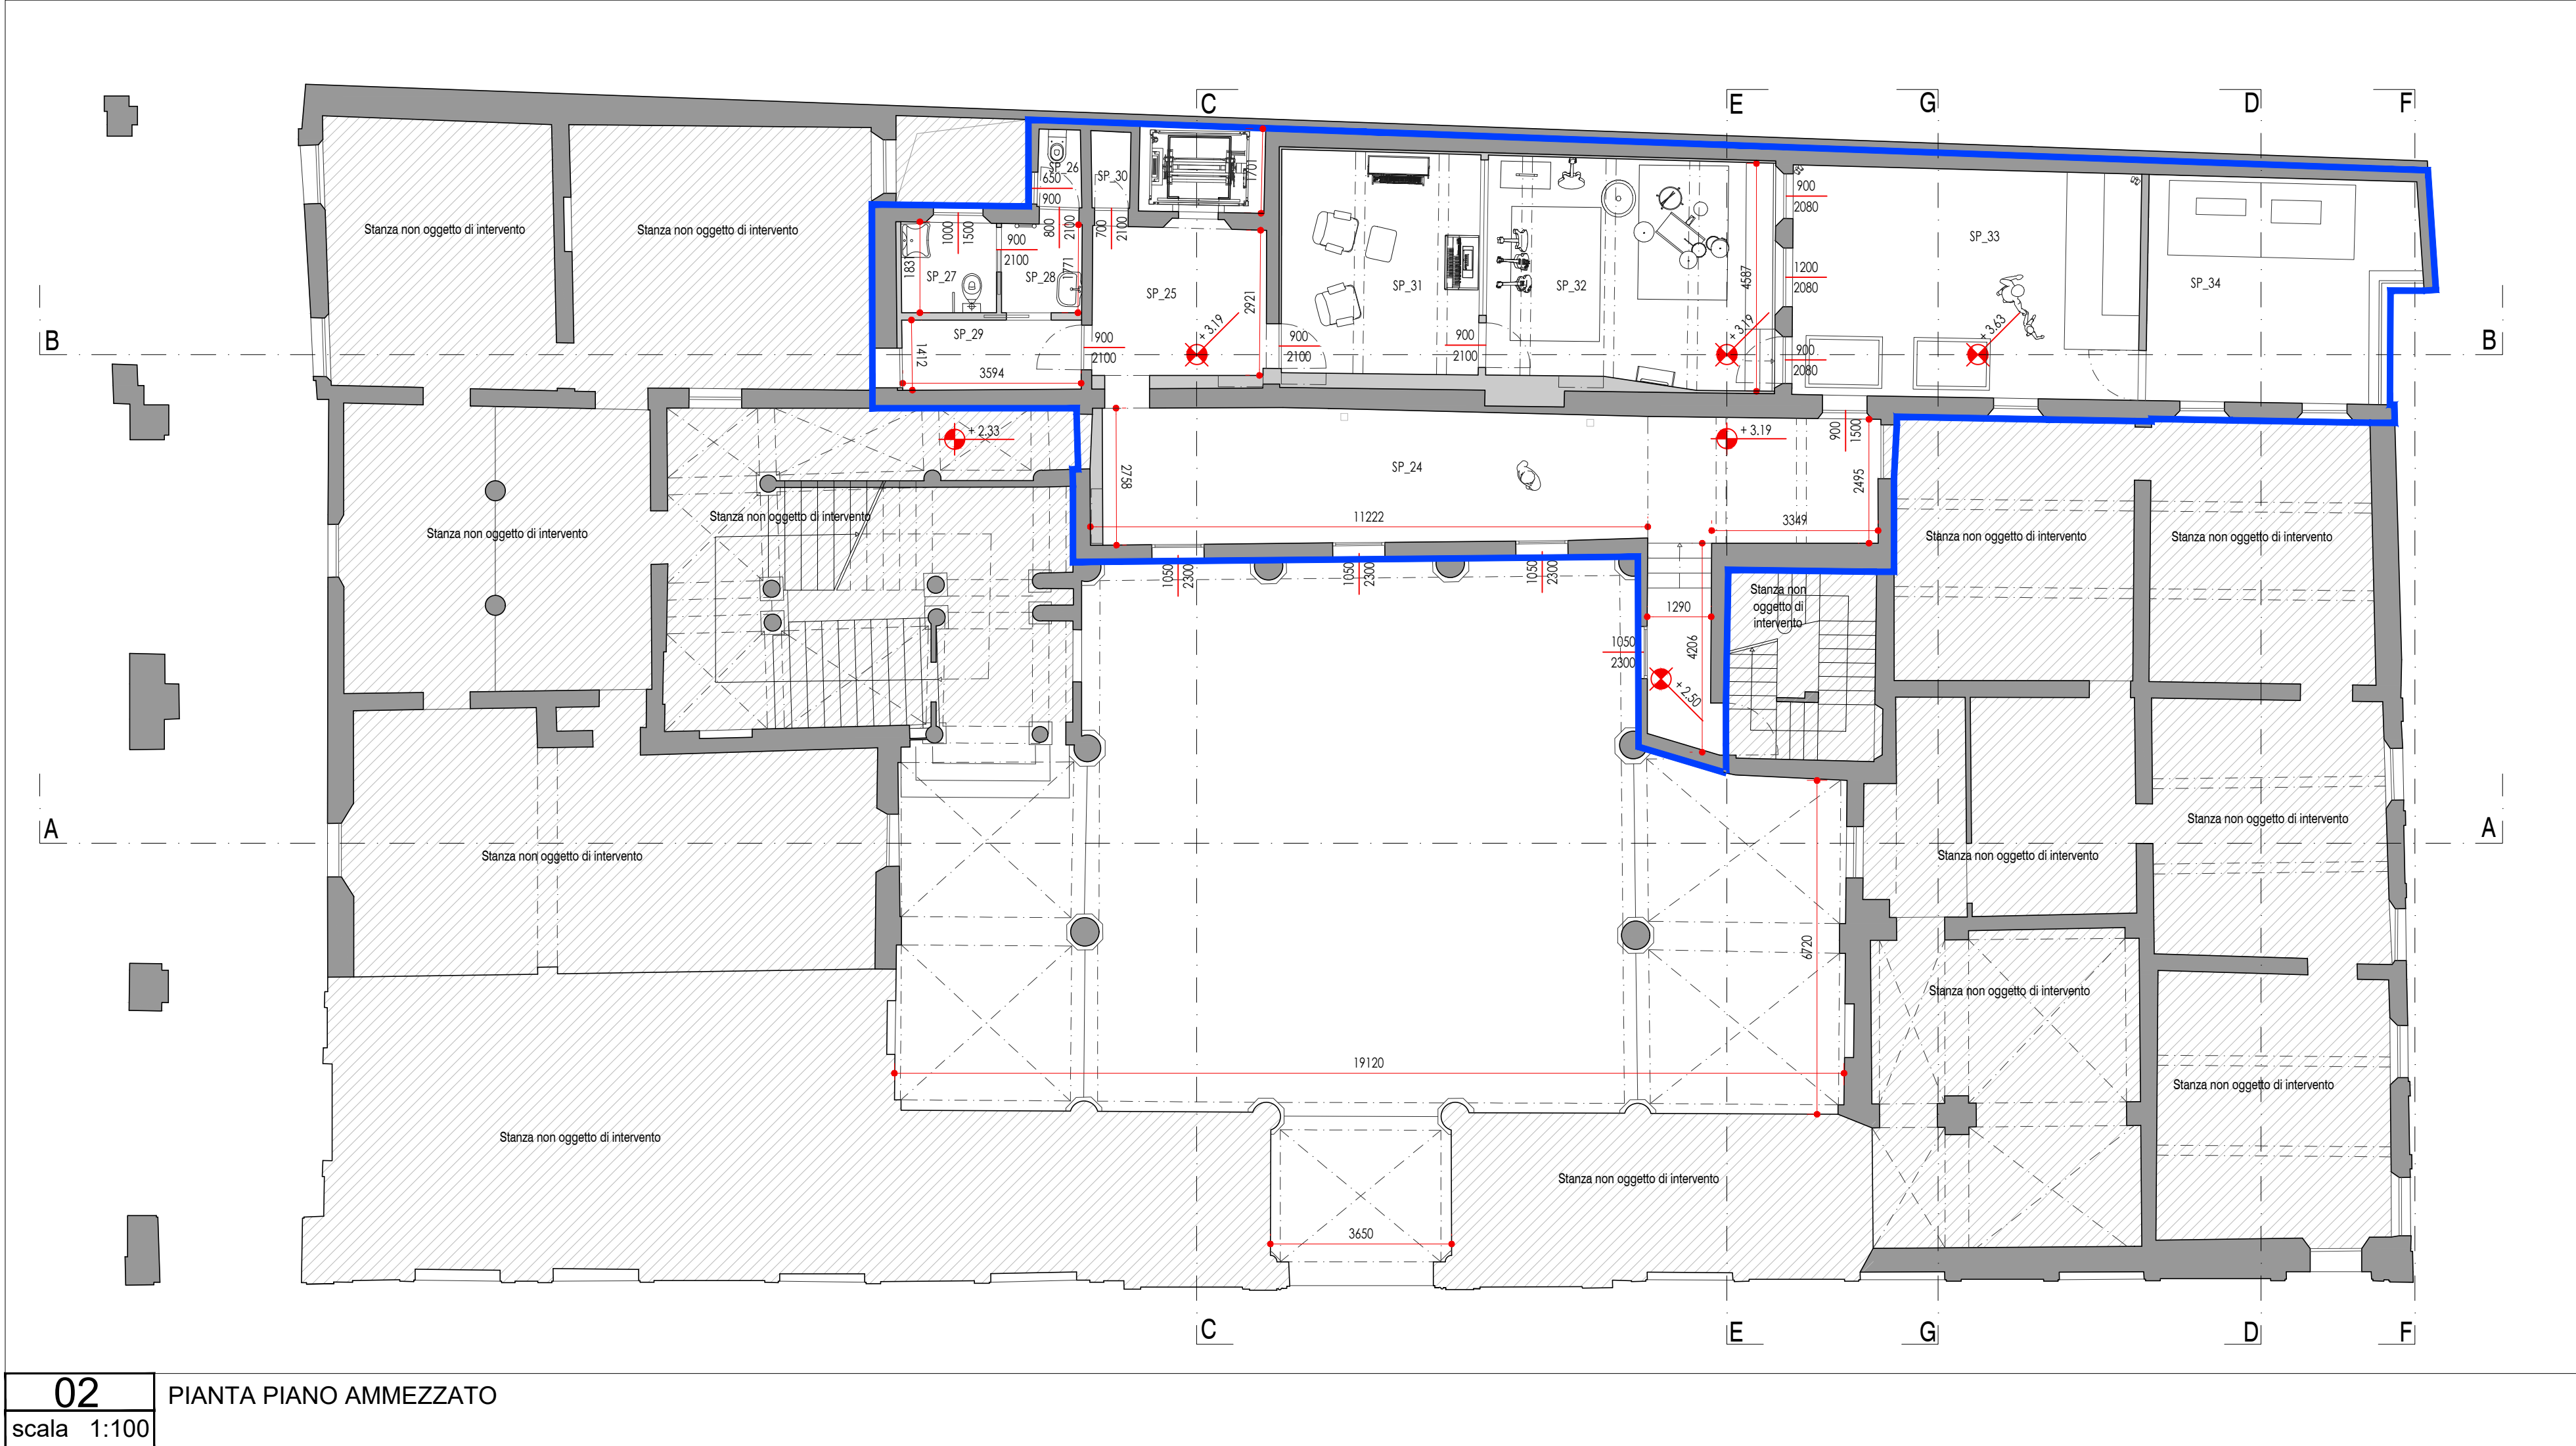 C
E
G
D
F
SP_26
650
900
SP_30
1701
900
2080
Stanza non oggetto di intervento
Stanza non oggetto di intervento
1000
1500
800
2100
700
2100
900
2100
1831
SP_27
SP_28
1771
SP_25
2921
SP_31
SP_32
4587
1200
2080
SP_33
SP_34
B
SP_29
1412
3594
900
2100
+ 3.19
900
2100
900
2100
+ 3.19
900
2080
+ 3.63
B
+ 2.33
+ 3.19
900
1500
2758
SP_24
2495
Stanza non oggetto di intervento
Stanza non oggetto di intervento
11222
3349
Stanza non oggetto di intervento
Stanza non oggetto di intervento
1050
2300
1050
2300
1050
2300
Stanza non
oggetto di
intervento
1290
4206
1050
2300
+ 2.50
A
Stanza non oggetto di intervento
Stanza non oggetto di intervento
Stanza non oggetto di intervento
A
6720
Stanza non oggetto di intervento
19120
Stanza non oggetto di intervento
Stanza non oggetto di intervento
Stanza non oggetto di intervento
3650
C
E
G
D
F
02
PIANTA PIANO AMMEZZATO
scala 1:100